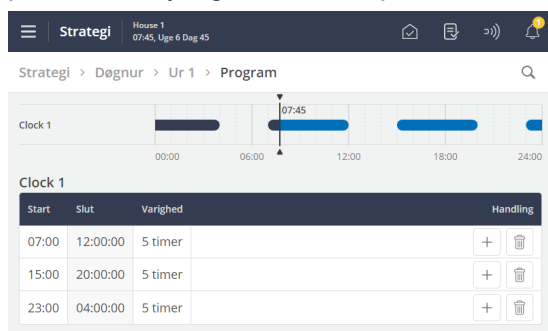 Strategi
House 1
07:45, Uge 6 Dag 45
1
Strategi > Døgnur > Ur 1 > Program
07:45
Clock 1
00:00 06:00 12:00 18:00 24:00
Clock 1
Start Slut Varighed Handling
07:00 12:00:00 5 timer
15:00 20:00:00 5 timer
23:00 04:00:00 5 timer